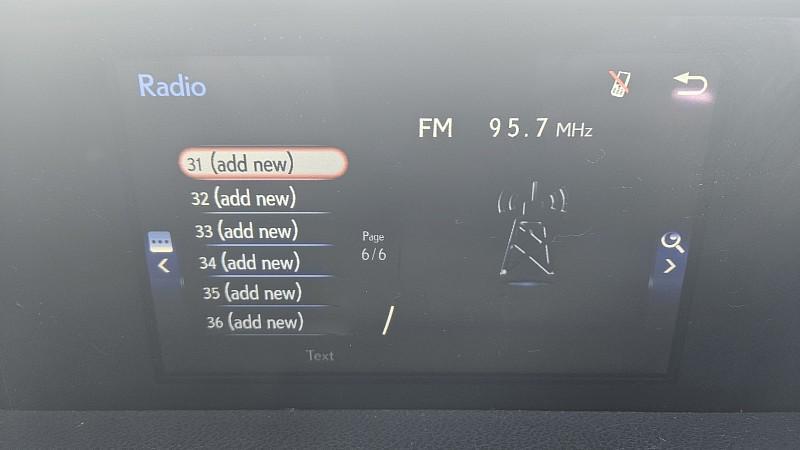 Radio
FM 95.7 MHz
31 (add new)
32 (add new)
33 (add new)
34 (add new)
35 (add new)
36 (add new)
Page
6/6
Text